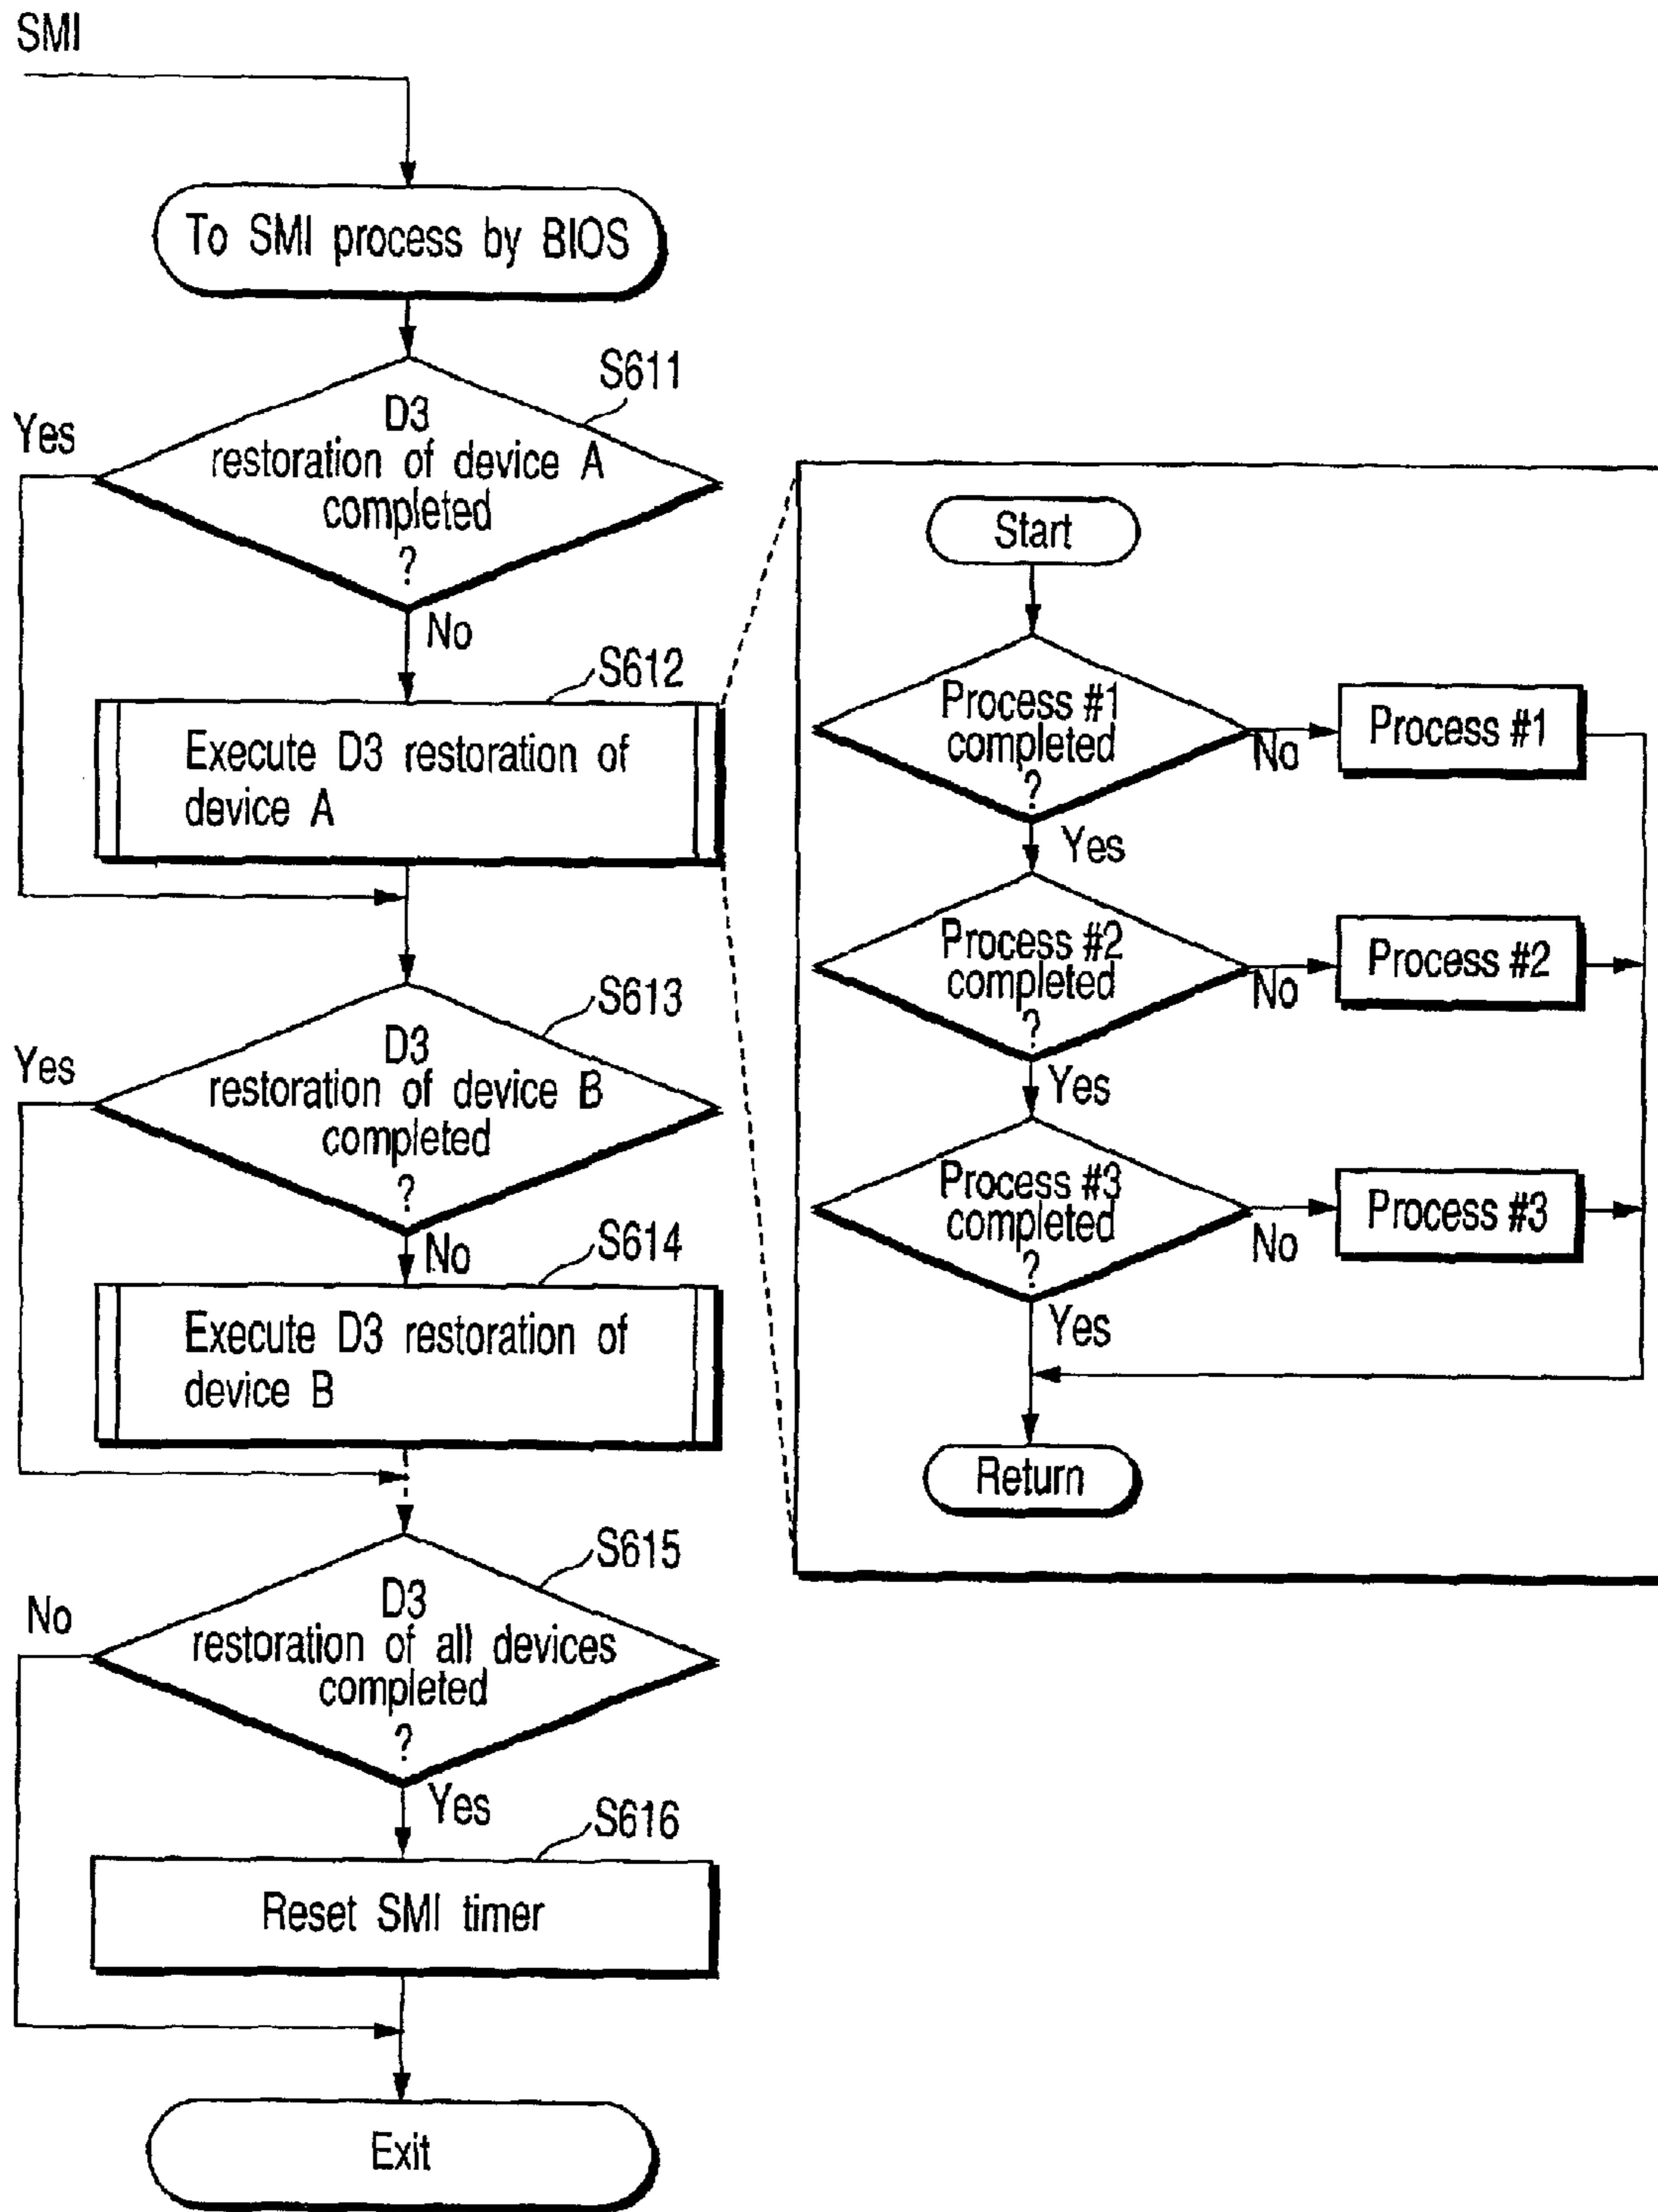 SMI
To SMI process by BIOS
S611
Yes
D3
restoration of device A
completed
?
No
S612
Execute D3 restoration of
device A
S613
Yes
D3
restoration of device B
completed
?
No
S614
Execute D3 restoration of
device B
S615
No
D3
restoration of all devices
completed
?
Yes
S616
Reset SMI timer
Exit
Start
Process #1
completed
?
No
Process #1
Yes
Process #2
completed
?
No
Process #2
Yes
Process #3
completed
?
No
Process #3
Yes
Return